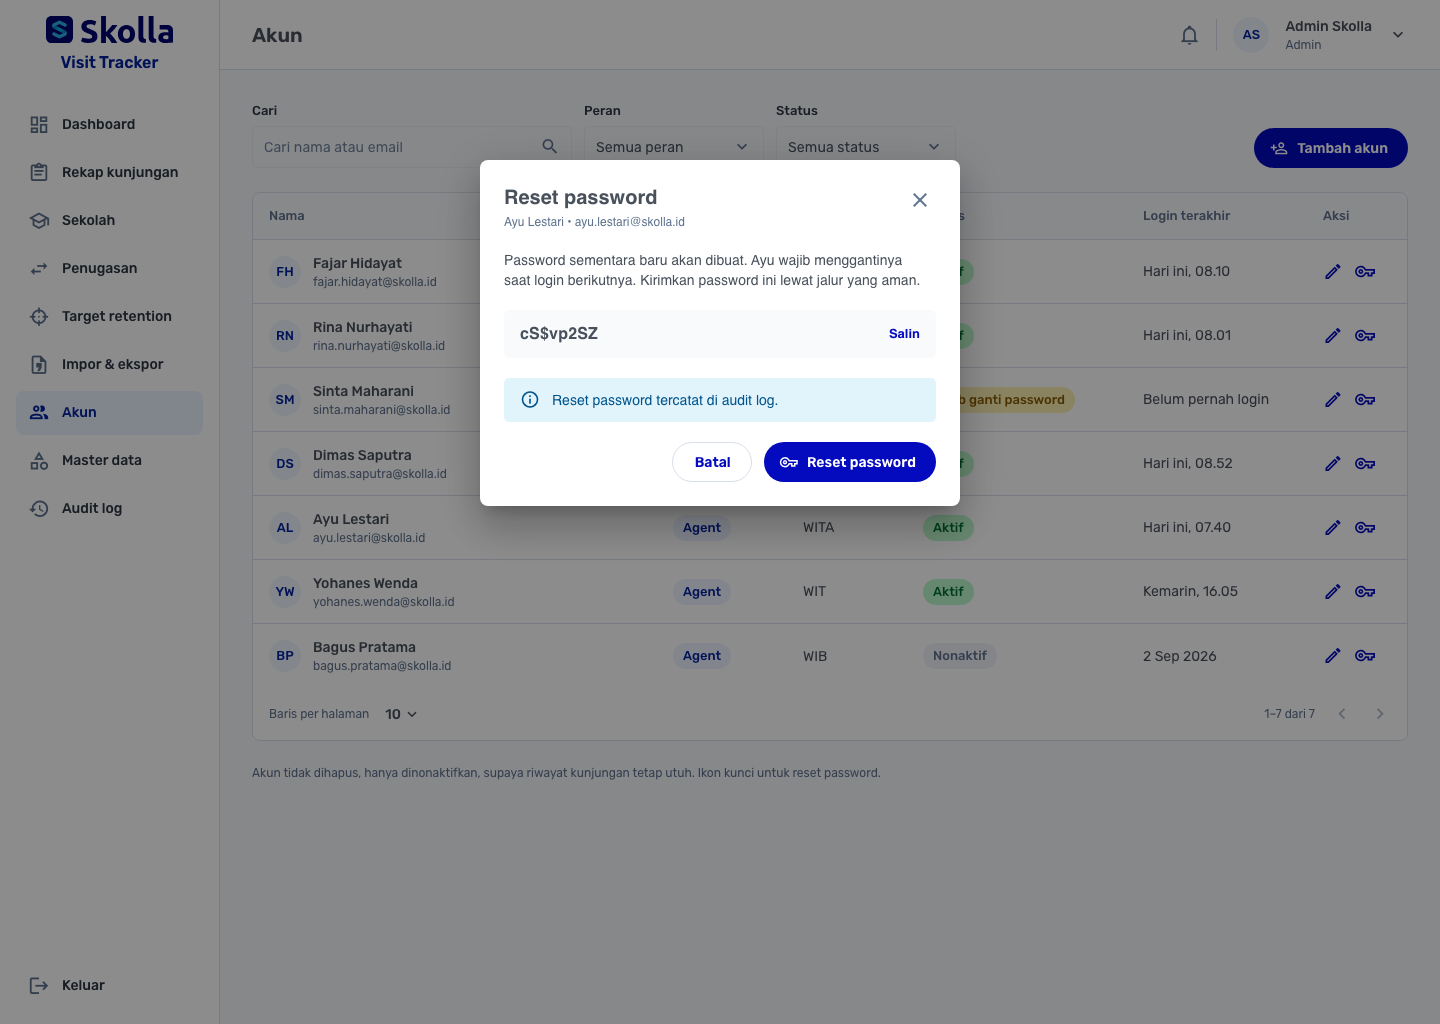 Skolla
Visit Tracker
Dashboard
Rekap kunjungan
Sekolah
Penugasan
Target retention
Impor & ekspor
Akun
Master data
Audit log
Keluar
Akun
AS
Admin Skolla
Admin
Cari
Peran
Status
Cari nama atau email
Semua peran
Semua status
Tambah akun
Nama
Login terakhir
Aksi
FH
Fajar Hidayat
fajar.hidayat@skolla.id
Hari ini, 08.10
RN
Rina Nurhayati
rina.nurhayati@skolla.id
Hari ini, 08.01
SM
Sinta Maharani
sinta.maharani@skolla.id
ganti password
Belum pernah login
DS
Dimas Saputra
dimas.saputra@skolla.id
Hari ini, 08.52
AL
Ayu Lestari
ayu.lestari@skolla.id
Agent
WITA
Aktif
Hari ini, 07.40
YW
Yohanes Wenda
yohanes.wenda@skolla.id
Agent
WIT
Aktif
Kemarin, 16.05
BP
Bagus Pratama
bagus.pratama@skolla.id
Agent
WIB
Nonaktif
2 Sep 2026
Baris per halaman
10
1–7 dari 7
Akun tidak dihapus, hanya dinonaktifkan, supaya riwayat kunjungan tetap utuh. Ikon kunci untuk reset password.
Reset password
Ayu Lestari • ayu.lestari@skolla.id
Password sementara baru akan dibuat. Ayu wajib menggantinya
saat login berikutnya. Kirimkan password ini lewat jalur yang aman.
cS$vp2SZ
Salin
Reset password tercatat di audit log.
Batal
Reset password